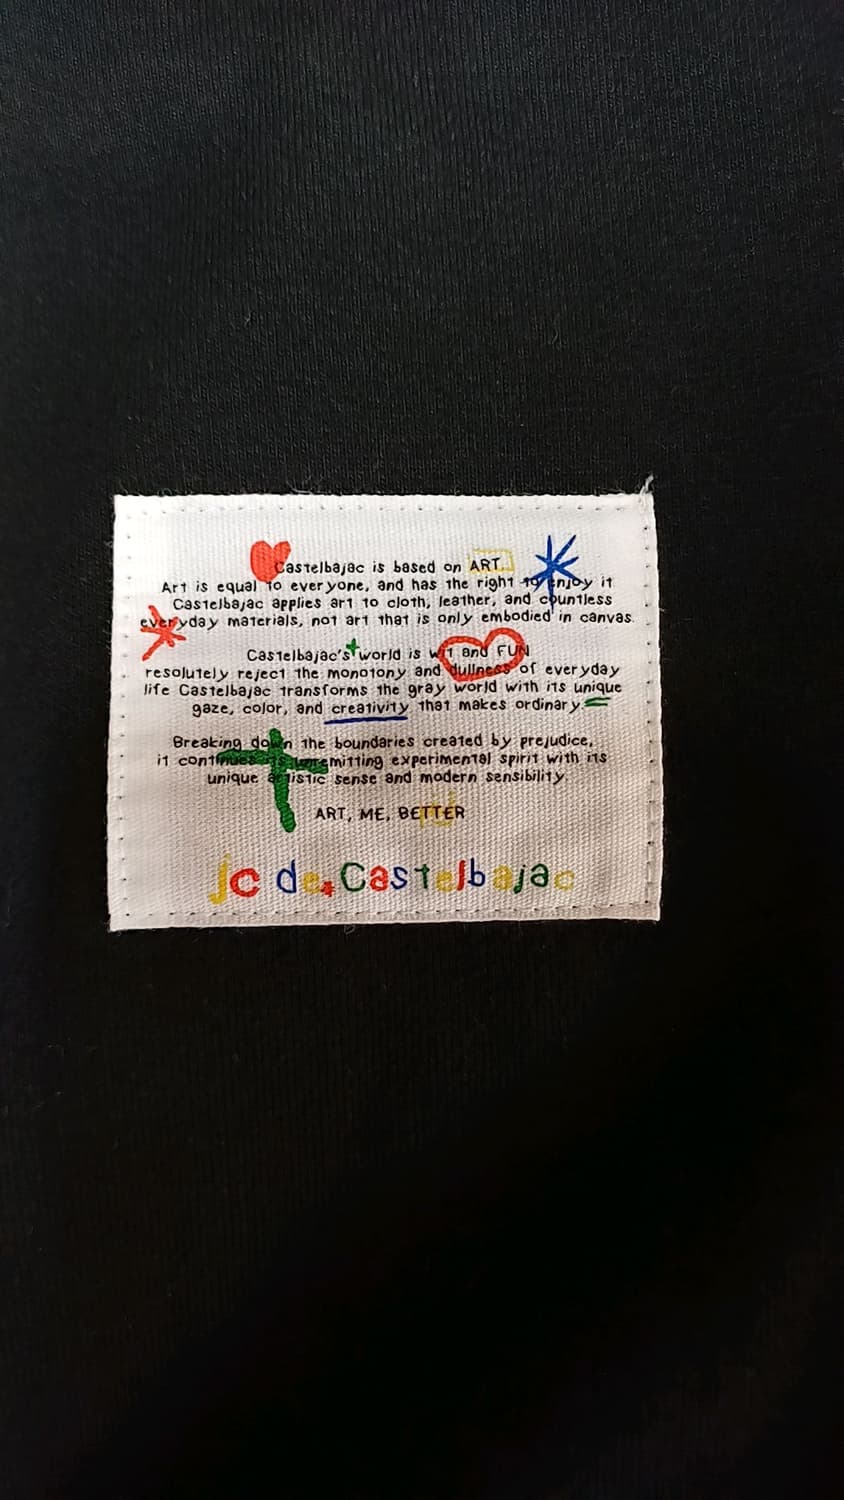 Castelbajac is based on ART.
Art is equal to everyone, and has the right to enjoy it
Castelbajac applies art to cloth, leather, and countless
everyday materials, not art that is only embodied in canvas.
Castelbajac's world is wit and FUN
resolutely reject the monotony and dullness of everyday
life Castelbajac transforms the gray world with its unique
gaze, color, and creativity that makes ordinary
Breaking down the boundaries created by prejudice,
it continues its unremitting experimental spirit with its
unique artistic sense and modern sensibility.
ART, ME, BETTER
jc de Castelbajac